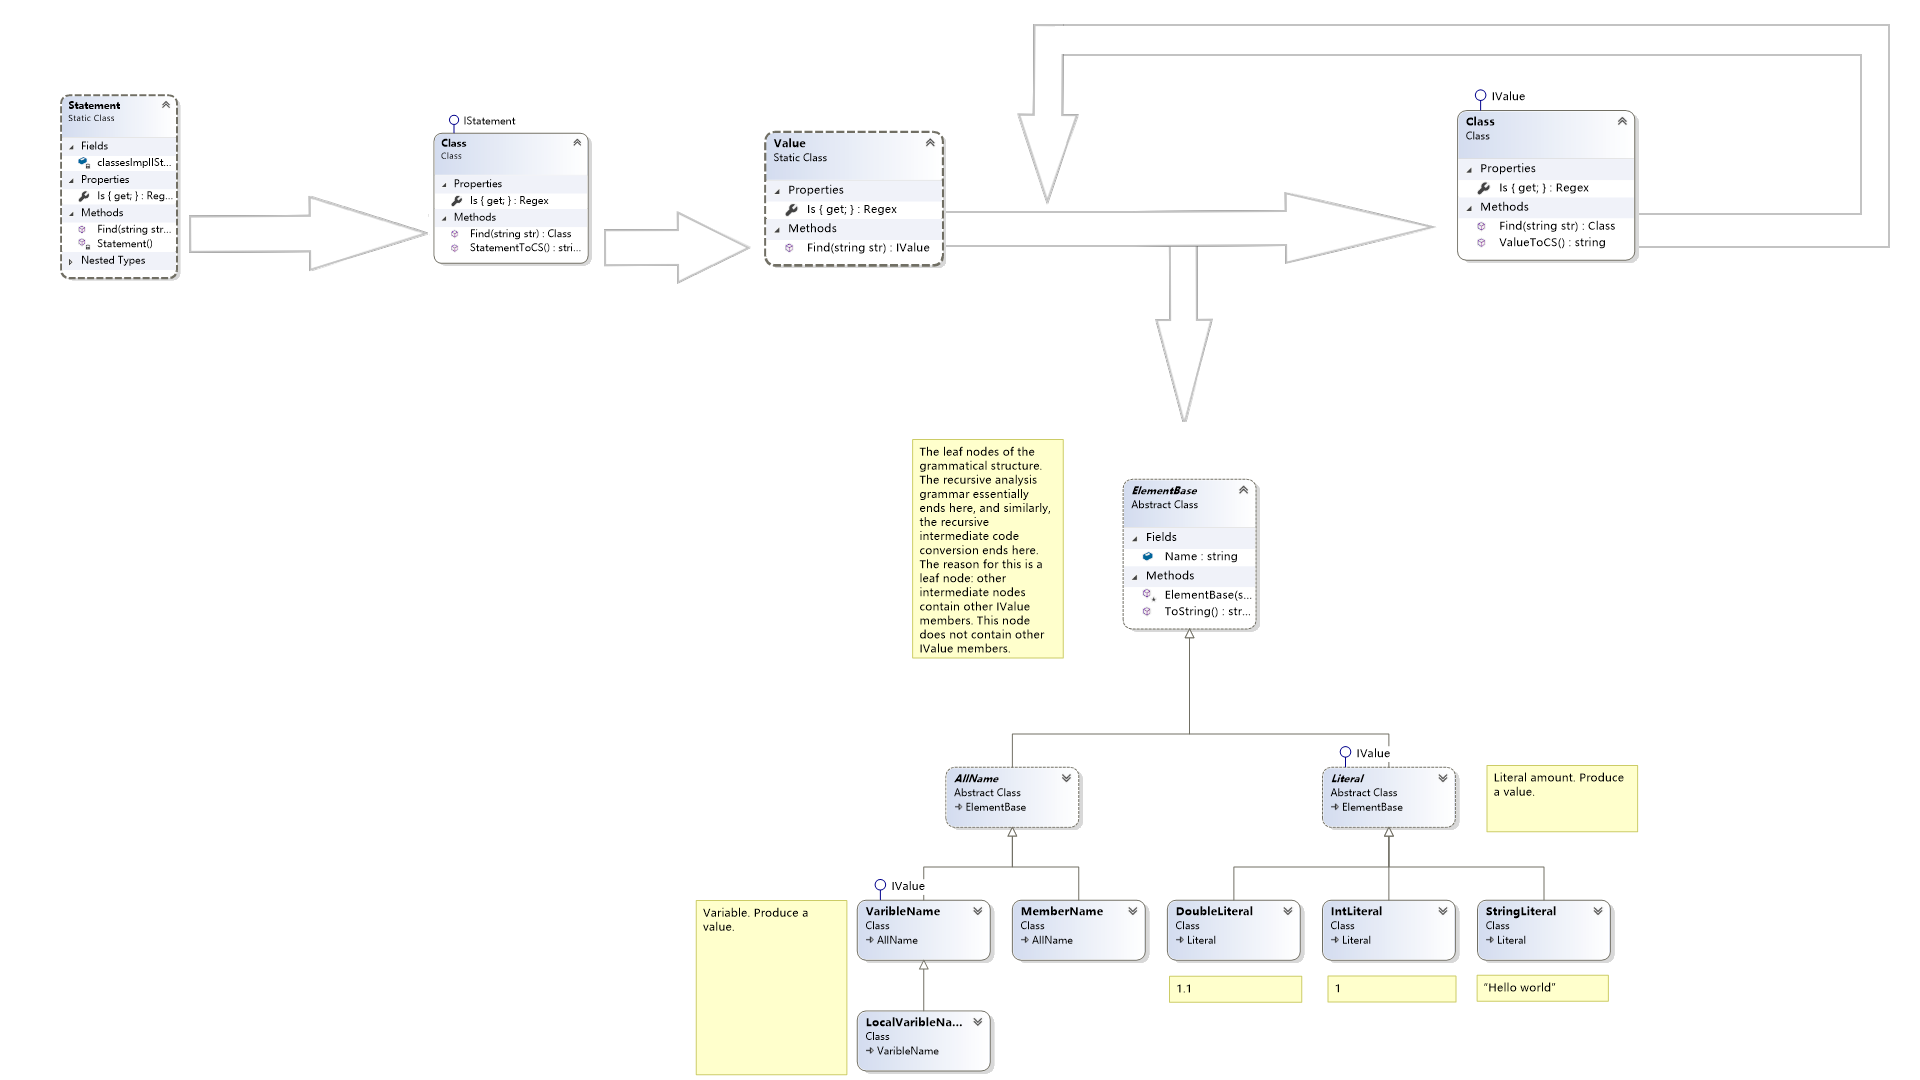 Statement
Static Class
Fields
classesImplISt...
Properties
Is { get; } : Reg...
Methods
Find(string str...
Statement()
Nested Types
IStatement
Class
Class
Properties
Is { get; } : Regex
Methods
Find(string str) : Class
StatementToCS() : stri...
Value
Static Class
Properties
Is { get; } : Regex
Methods
Find(string str) : IValue
IValue
Class
Class
Properties
Is { get; } : Regex
Methods
Find(string str) : Class
ValueToCS() : string
The leaf nodes of the
grammatical structure.
The recursive analysis
grammar essentially
ends here, and similarly,
the recursive
intermediate code
conversion ends here.
The reason for this is a
leaf node: other
intermediate nodes
contain other IValue
members. This node
does not contain other
IValue members.
ElementBase
Abstract Class
Fields
Name : string
Methods
ElementBase(s...
ToString() : str...
AllName
Abstract Class
ElementBase
IValue
Literal
Abstract Class
ElementBase
Literal amount. Produce
a value.
Variable. Produce a
value.
IValue
VaribleName
Class
AllName
MemberName
Class
AllName
DoubleLiteral
Class
Literal
IntLiteral
Class
Literal
StringLiteral
Class
Literal
1.1
1
"Hello world"
LocalVaribleNa...
Class
VaribleName